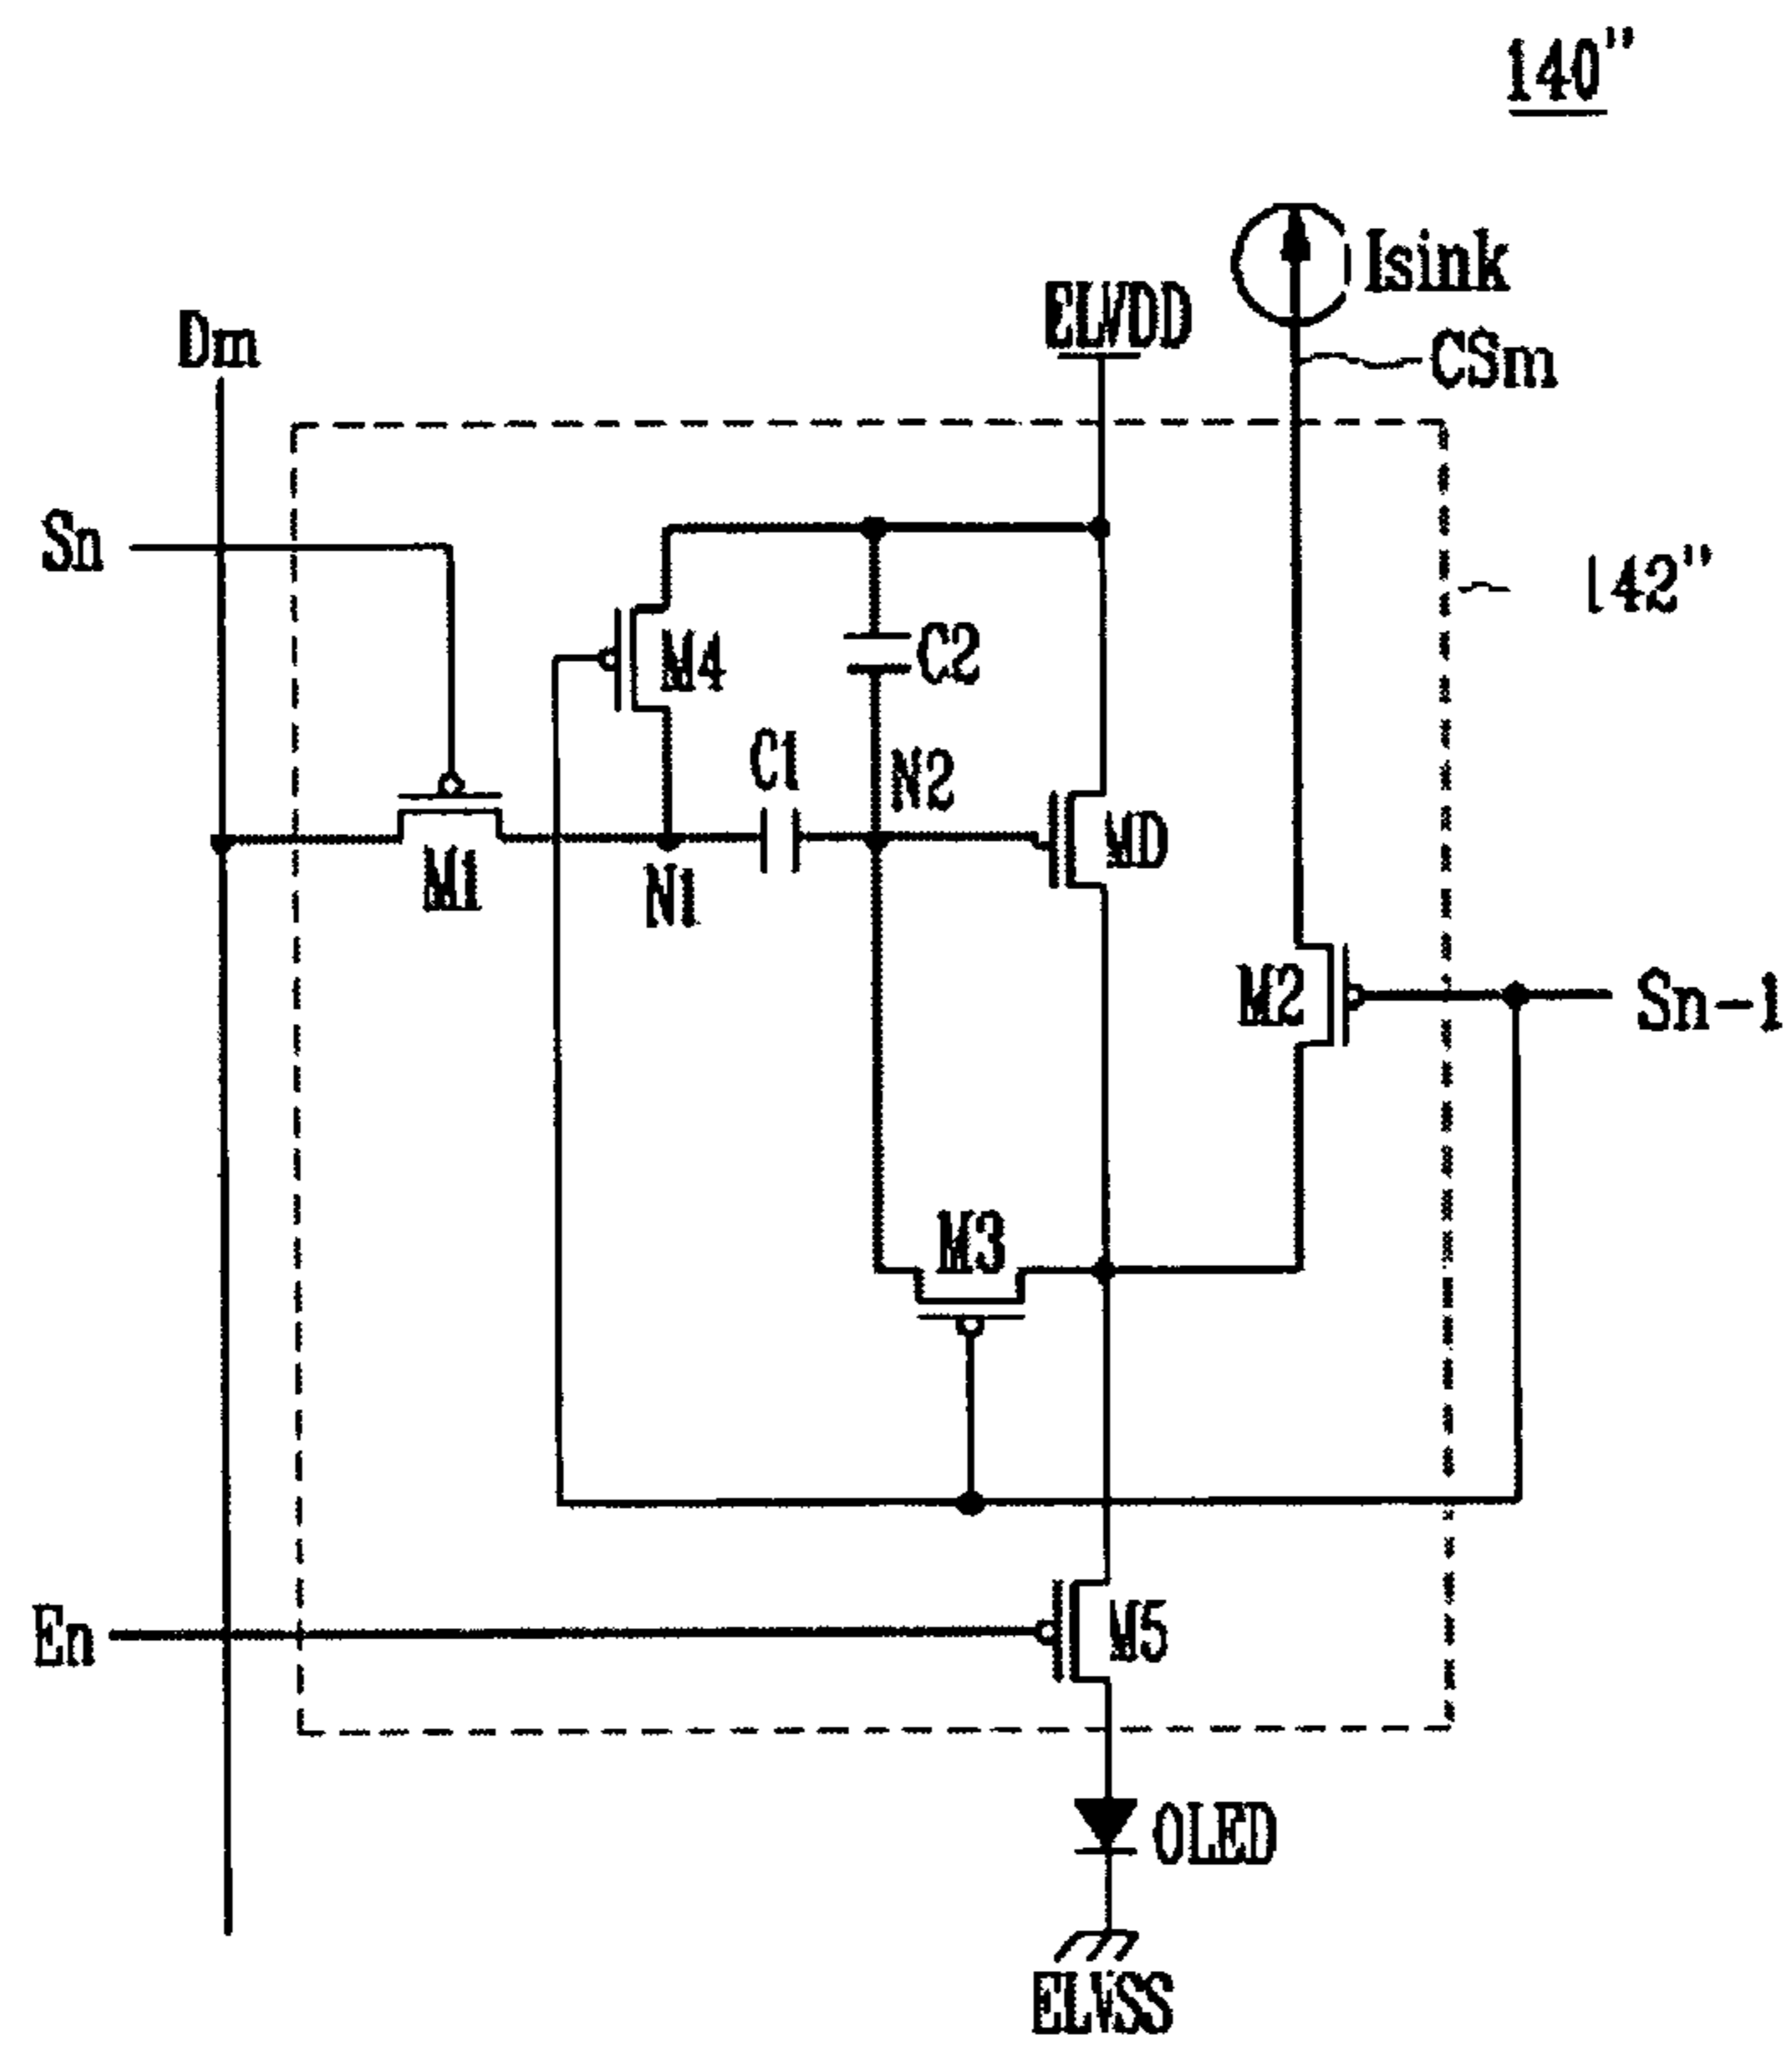 140"
Isink
ELVDD
Dm
CSm
Sn
142"
M4
C2
C1
N2
MD
M1
N1
M2
Sn-1
M3
En
M5
OLED
ELVSS